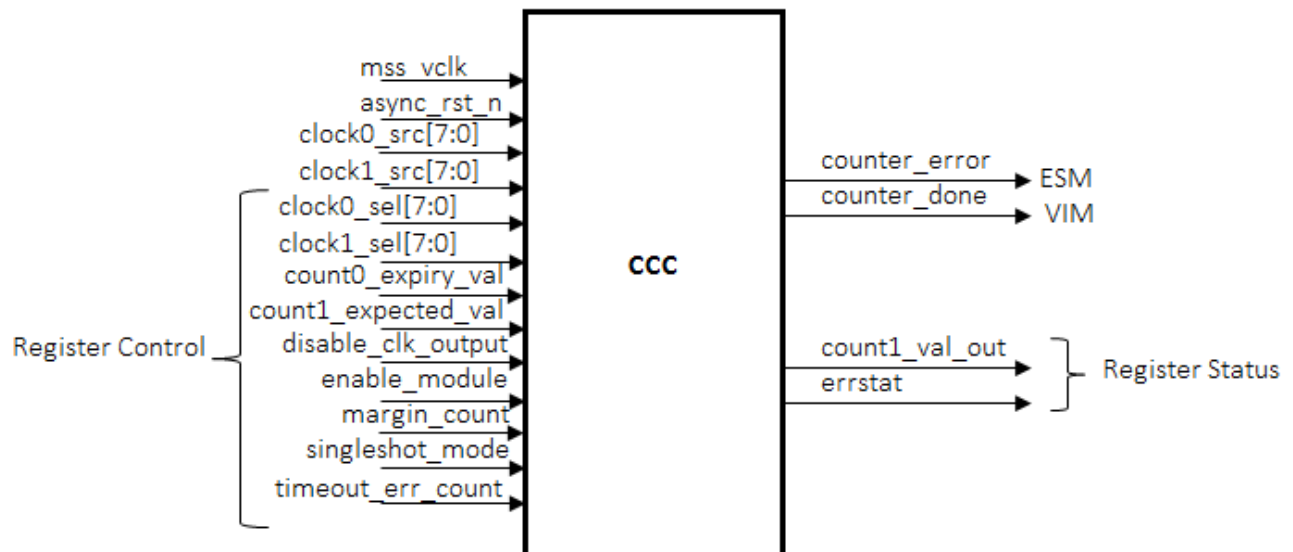 mss_vclk
async_rst_n
clock0_src[7:0]
clock1_src[7:0]
clock0_sel[7:0]
clock1_sel[7:0]
count0_expiry_val
count1_expected_val
disable_clk_output
enable_module
margin_count
singleshot_mode
timeout_err_count
Register Control
CCC
counter_error
ESM
counter_done
VIM
count1_val_out
errstat
Register Status